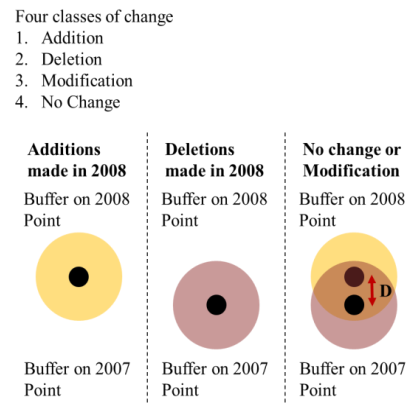 Four classes of change
1. Addition
2. Deletion
3. Modification
4. No Change
Additions
made in 2008
Buffer on 2008
Point
Buffer on 2007
Point
Deletions
made in 2008
Buffer on 2008
Point
Buffer on 2007
Point
No change or
Modification
Buffer on 2008
Point
D
Buffer on 2007
Point